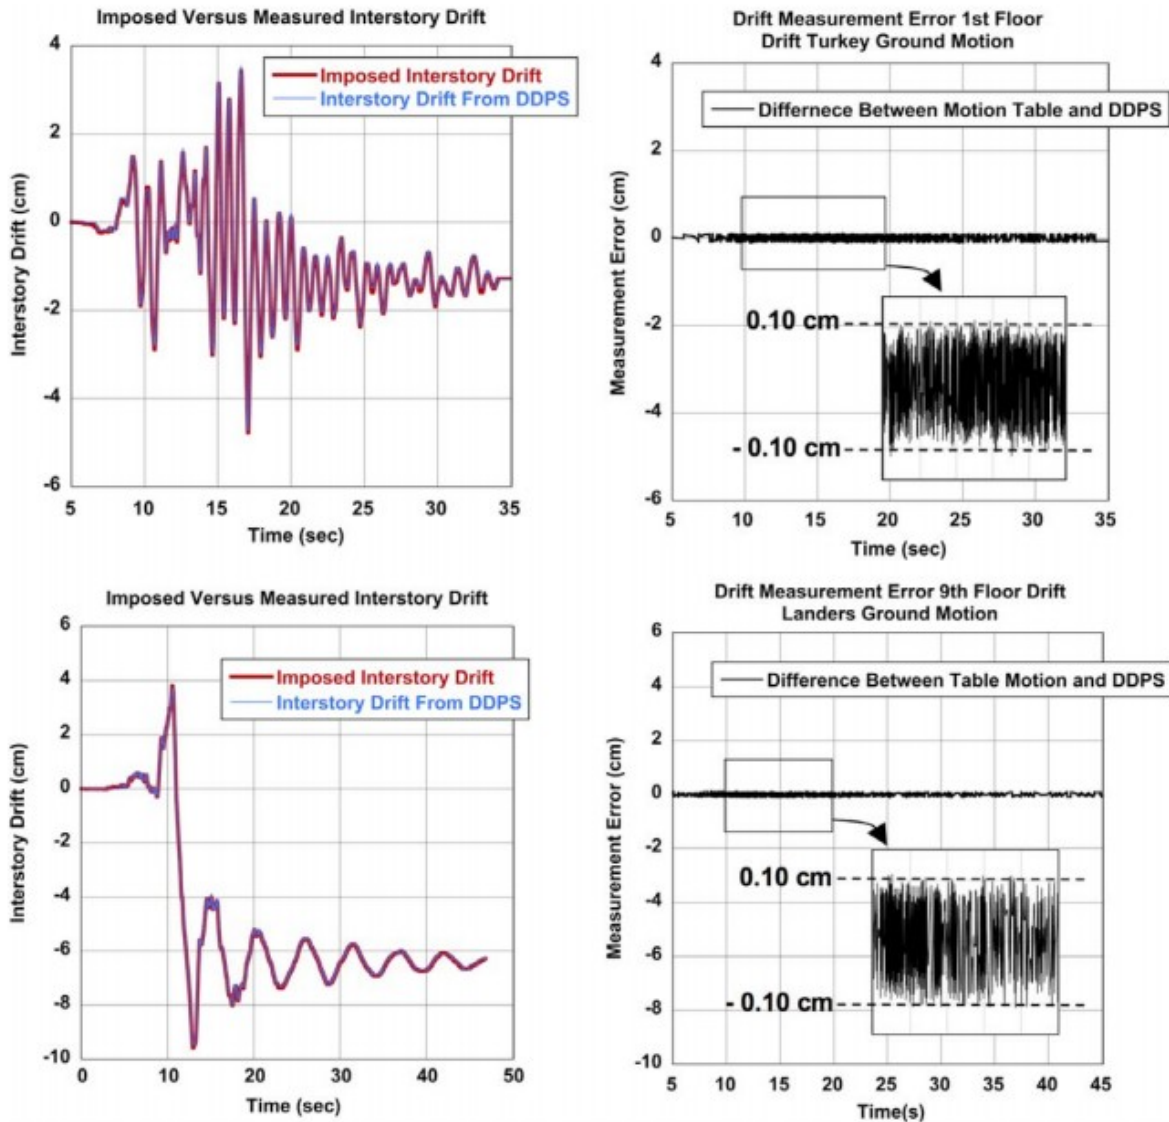 Imposed Versus Measured Interstory Drift
Imposed Interstory Drift
Interstory Drift From DDPS
Interstory Drift (cm)
4
2
0
-2
-4
-6
5 10 15 20 25 30 35
Time (sec)
Drift Measurement Error 1st Floor
Drift Turkey Ground Motion
Differnece Between Motion Table and DDPS
Measurement Error (cm)
4
2
0
-2
-4
-6
0.10 cm
- 0.10 cm
5 10 20 25 30 35
Time (sec)
Imposed Versus Measured Interstory Drift
Imposed Interstory Drift
Interstory Drift From DDPS
Interstory Drift (cm)
6
4
2
0
-2
-4
-6
-8
-10
0 10 20 30 40 50
Time (sec)
Drift Measurement Error 9th Floor Drift
Landers Ground Motion
Difference Between Table Motion and DDPS
Measurement Error (cm)
6
4
2
0
-2
-4
-6
-8
-10
0.10 cm
- 0.10 cm
5 10 15 20 25 30 35 40 45
Time(s)